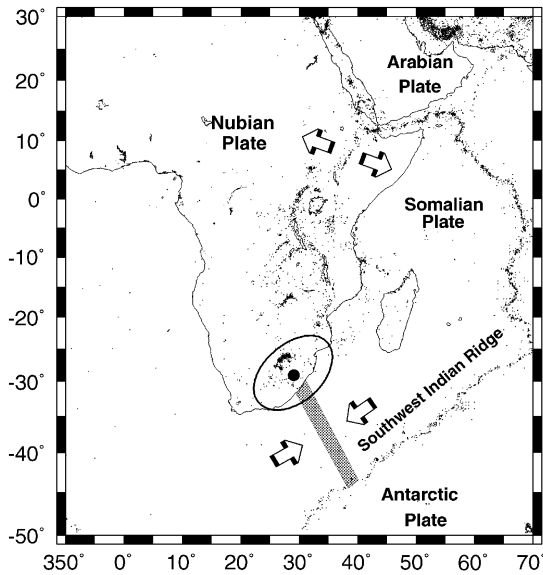 30°
20°
10°
0°
-10°
-20°
-30°
-40°
-50°
Arabian
Plate
Nubian
Plate
Somalian
Plate
Southwest Indian Ridge
Antarctic
Plate
350° 0° 10° 20° 30° 40° 50° 60° 70°